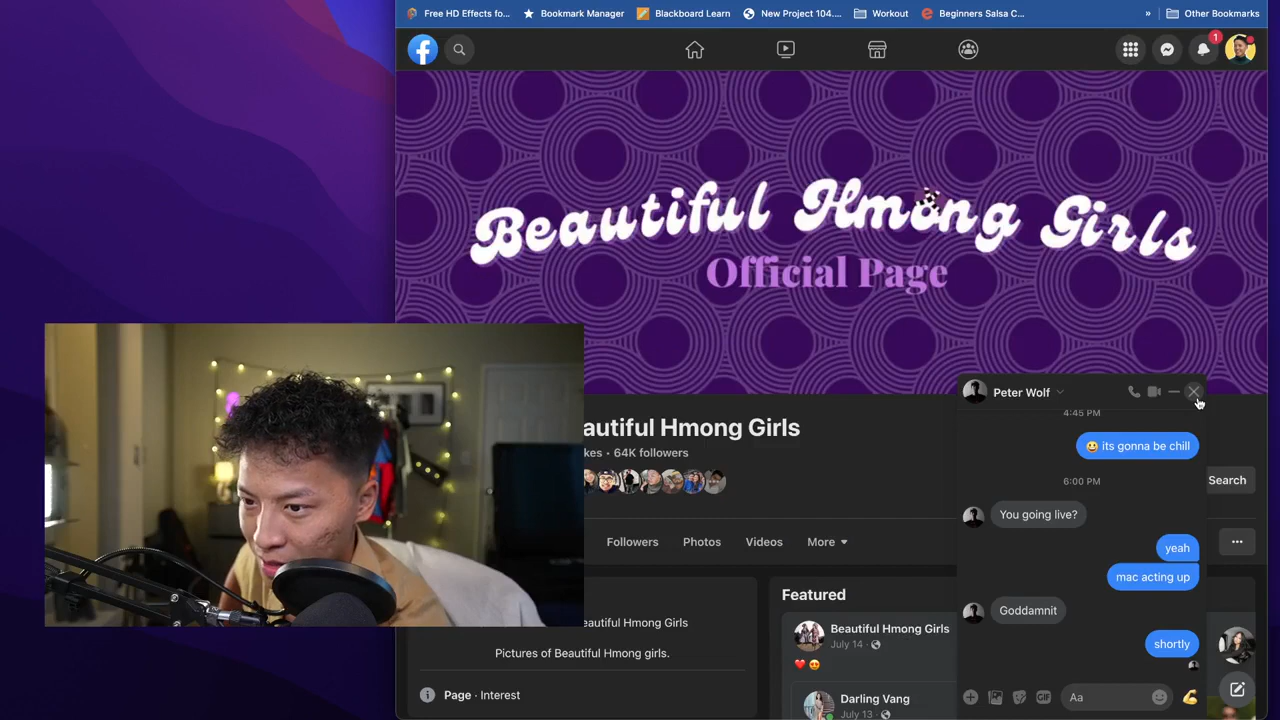 Free HD Effects fo...
Bookmark Manager
Blackboard Learn
New Project 104....
Workout
Beginners Salsa C...
»
Other Bookmarks
1
Beautiful Hmong Girls
Official Page
autiful Hmong Girls
kes • 64K followers
Search
Followers
Photos
Videos
More
Peter Wolf
4:45 PM
😀 its gonna be chill
6:00 PM
You going live?
yeah
mac acting up
Goddamnit
shortly
GIF
Aa
eautiful Hmong Girls
Pictures of Beautiful Hmong girls.
Page · Interest
Featured
Beautiful Hmong Girls
July 14 ·
❤️ 😍
Darling Vang
July 13 ·